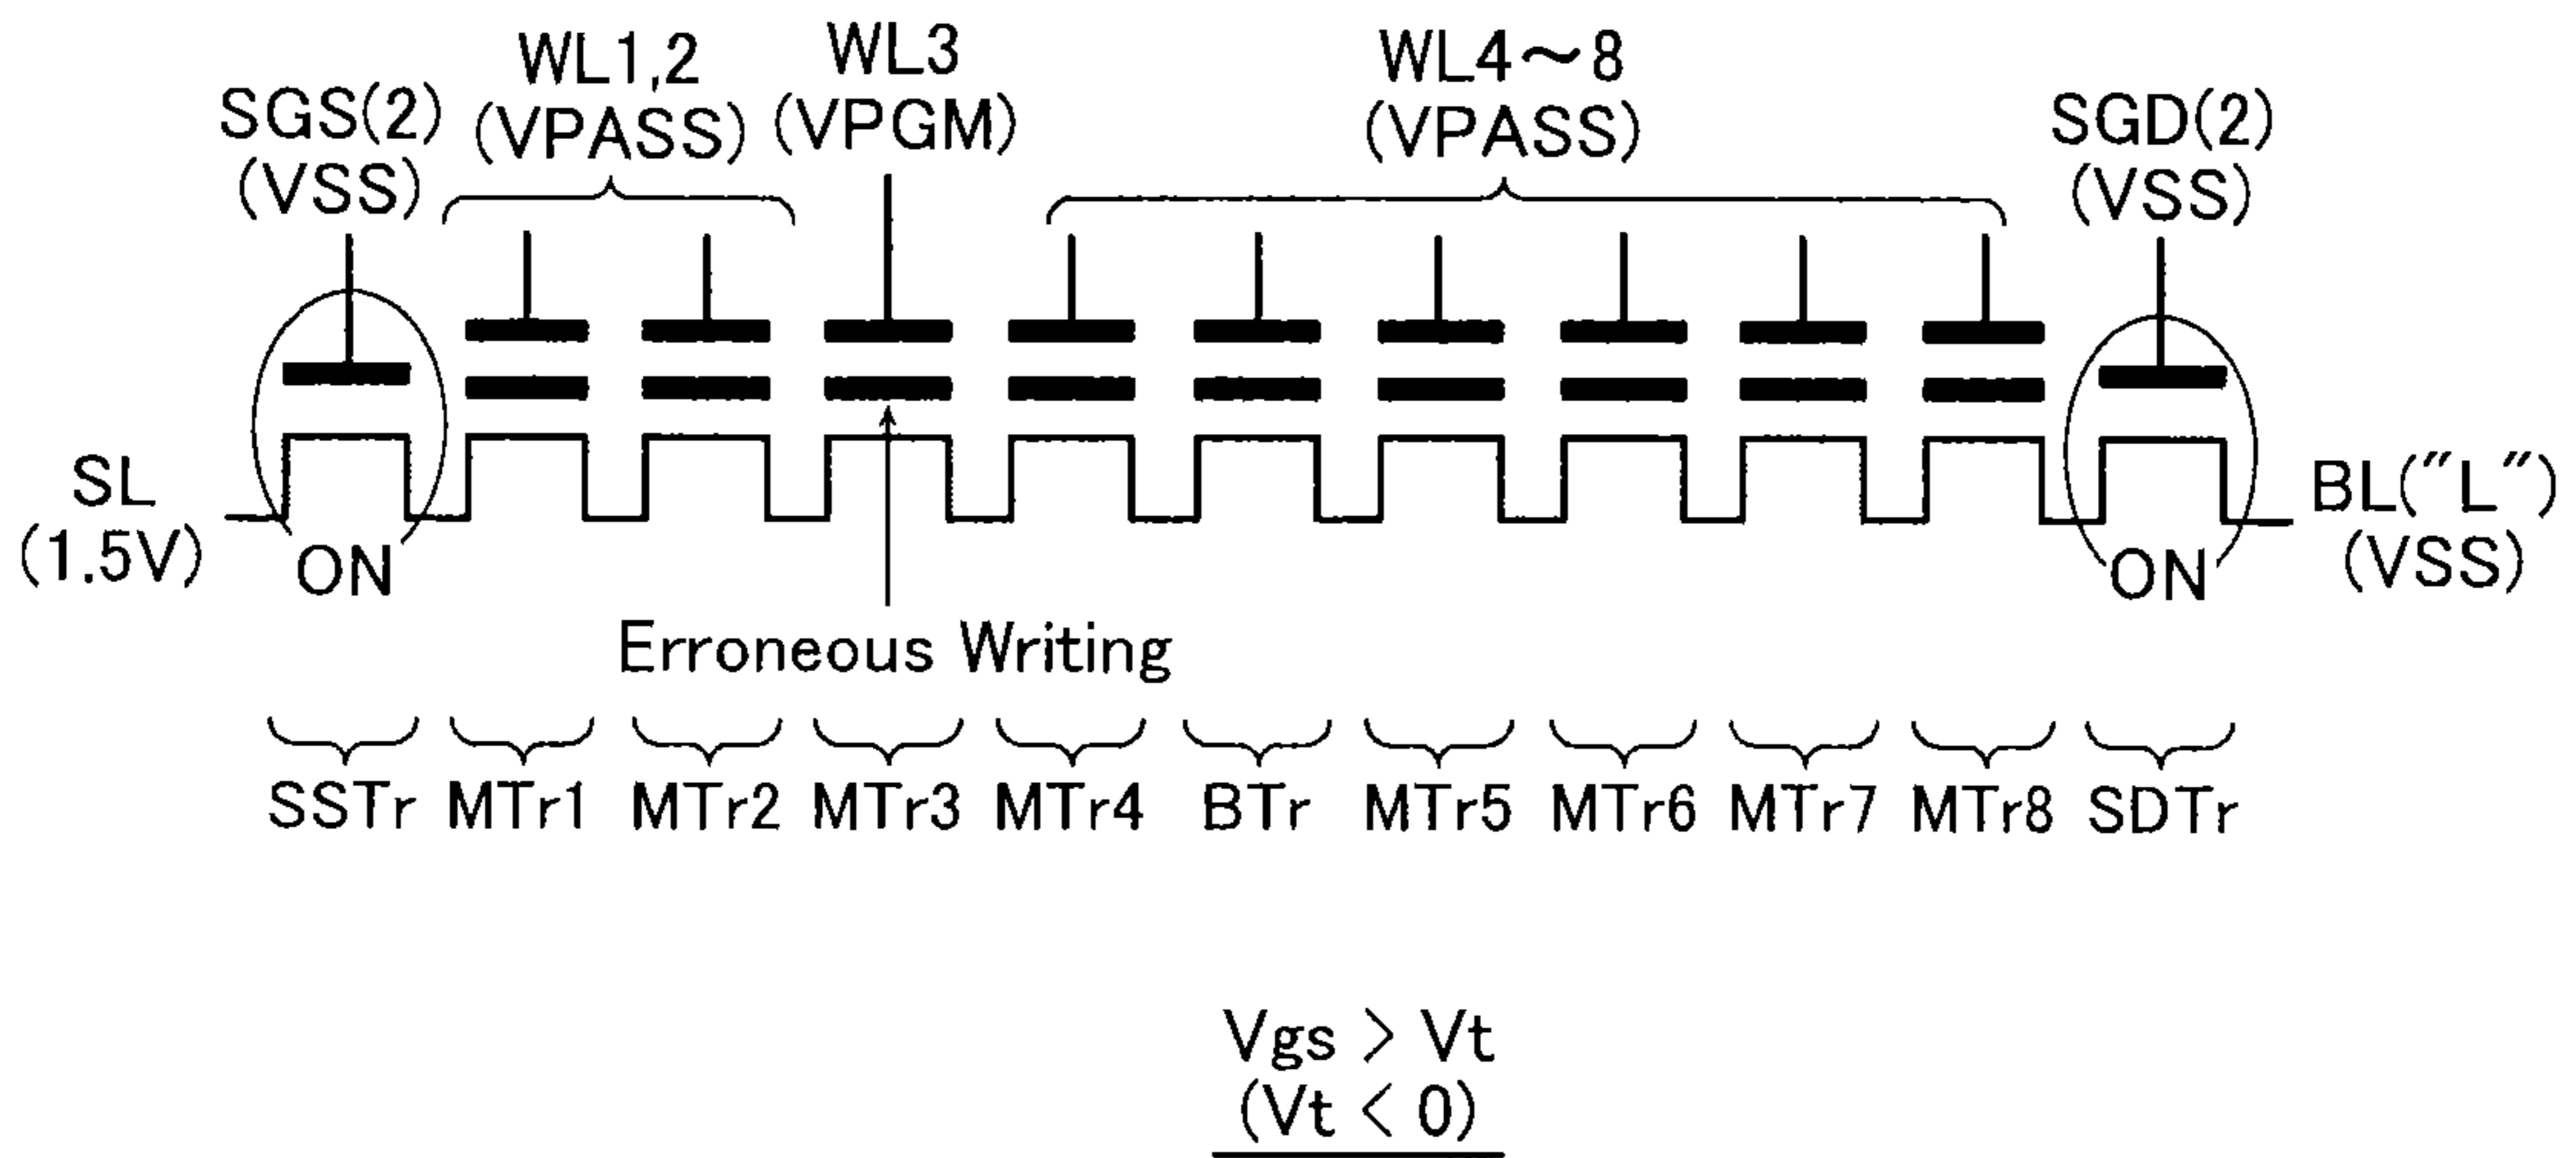 SGS(2)
(VSS)
WL1,2
(VPASS)
WL3
(VPGM)
WL4～8
(VPASS)
SGD(2)
(VSS)
SL
(1.5V)
ON
ON
BL("L")
(VSS)
Erroneous Writing
SSTr MTr1 MTr2 MTr3 MTr4 BTr MTr5 MTr6 MTr7 MTr8 SDTr
Vgs > Vt
(Vt < 0)